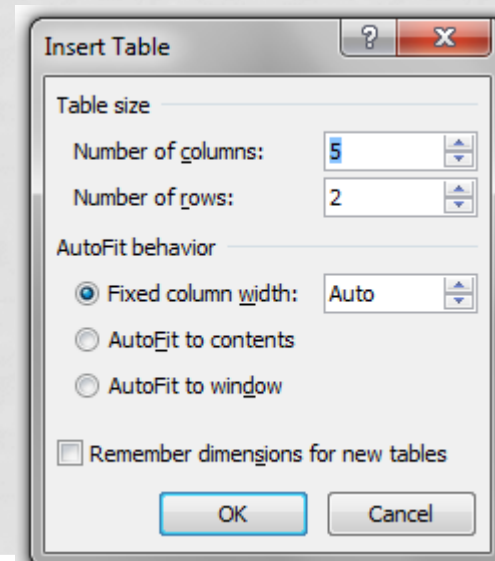 Insert Table
Table size
Number of columns: 5
Number of rows: 2
AutoFit behavior
Fixed column width: Auto
AutoFit to contents
AutoFit to window
Remember dimensions for new tables
OK Cancel